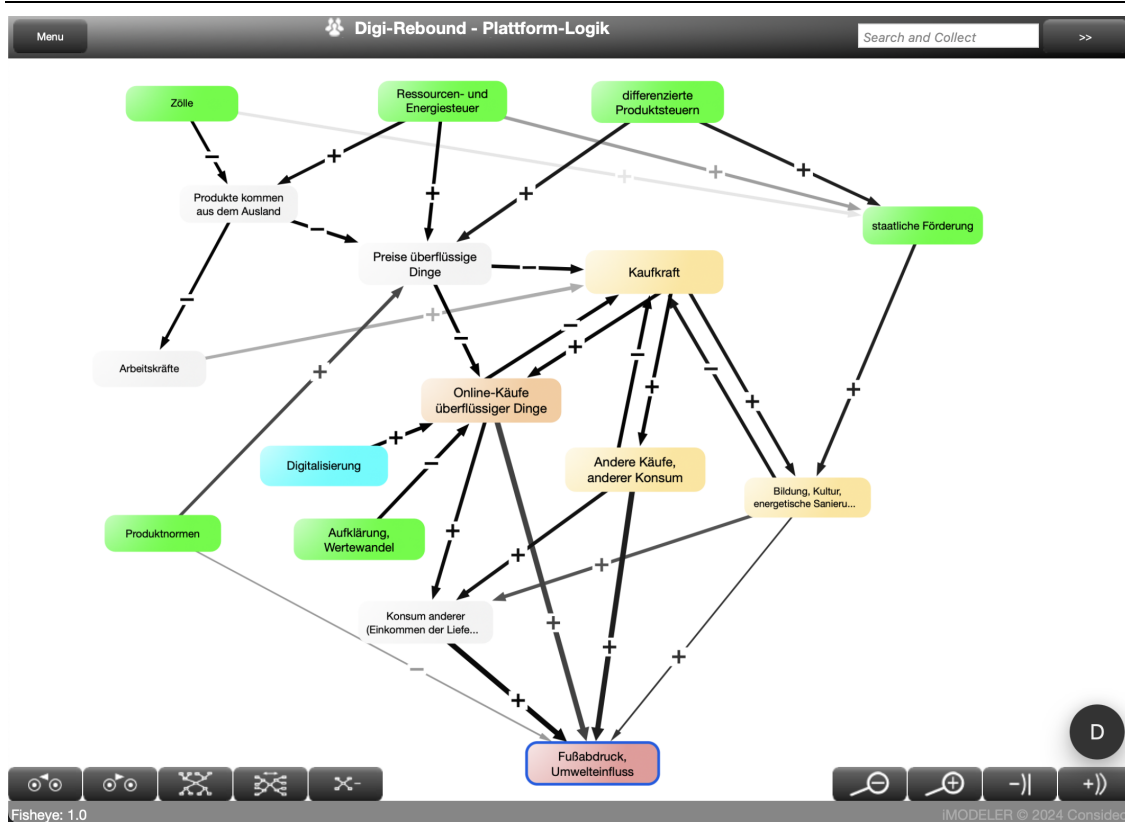 Menu
Digi-Rebound - Plattform-Logik
Search and Collect
>>
Zölle
Ressourcen- und
Energiesteuer
differenzierte
Produktsteuern
Produkte kommen
aus dem Ausland
staatliche Förderung
Preise überflüssige
Dinge
Kaufkraft
Arbeitskräfte
Online-Käufe
überflüssiger Dinge
Digitalisierung
Andere Käufe,
anderer Konsum
Bildung, Kultur,
energetische Sanieru...
Produktnormen
Aufklärung,
Wertewandel
Konsum anderer
(Einkommen der Liefe...
D
Fußabdruck,
Umwelteinfluss
Fisheye: 1.0
iMODELER © 2024 Consideo